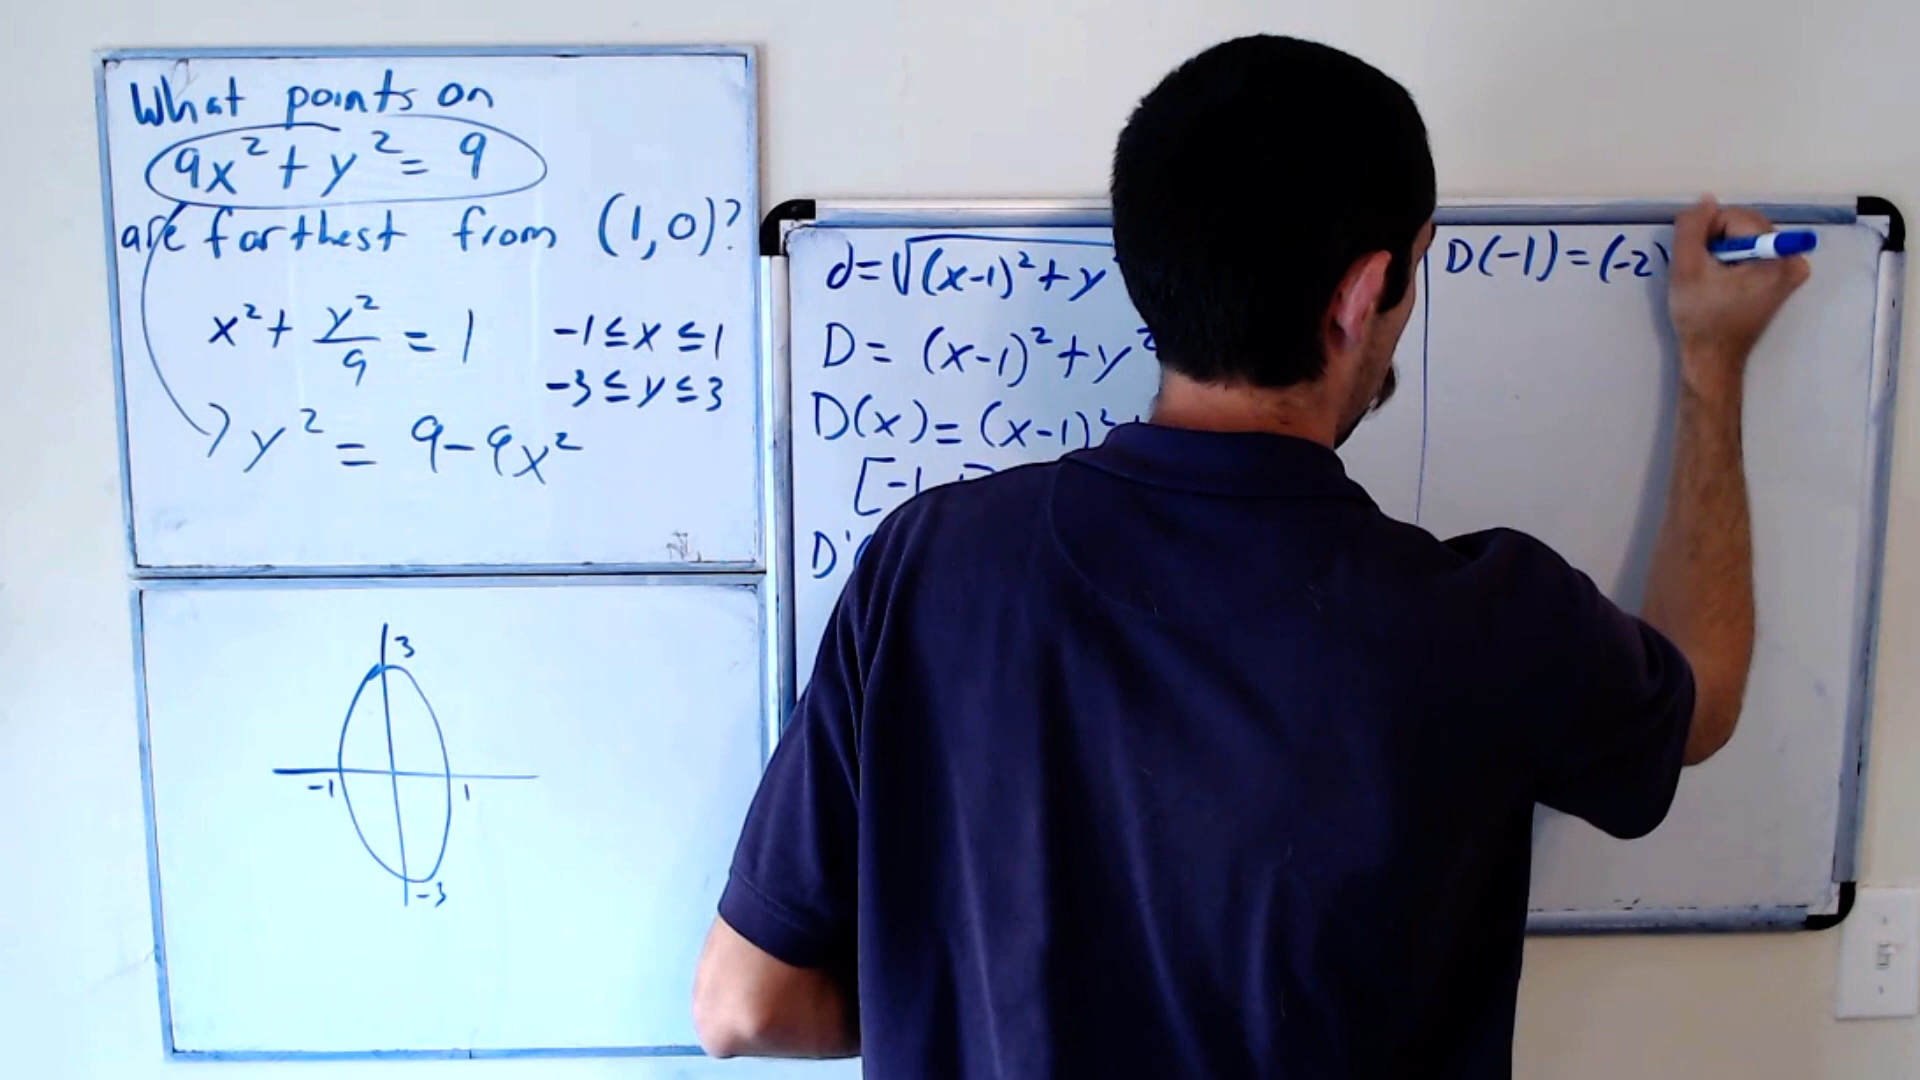 What points on
9x² + y² = 9
are farthest from (1,0)?
x² + y²/9 = 1
-1 ≤ x ≤ 1
-3 ≤ y ≤ 3
y² = 9-9x²
3
-1
1
-3
d = √(x-1)² + y
D = (x-1)² + y²
D(x) = (x-1)²
[-1
D'
D(-1) = (-2)